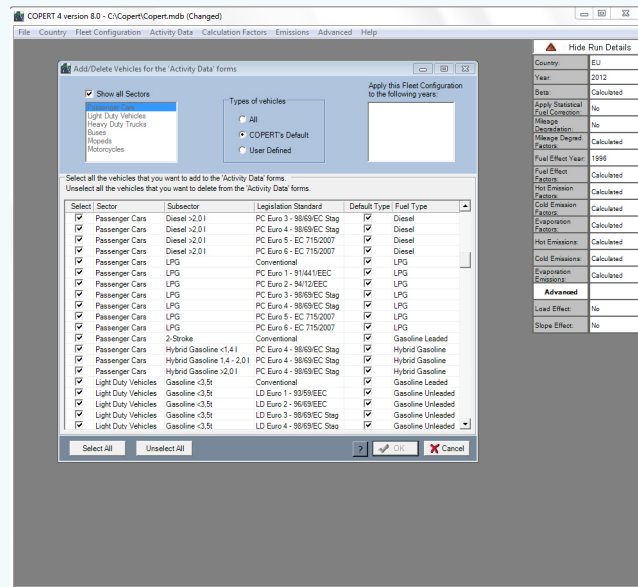 COPERT 4 version 8.0 - C:\Copert\Copert.mdb (Changed)
File Country Fleet Configuration Activity Data Calculation Factors Emissions Advanced Help
Hide Run Details
Country: EU
Year: 2012
Beta: Calculated
Apply Statistical Fuel Correction: No
Mileage Degradation: No
Mileage Degrad. Factors: Calculated
Fuel Effect Year: 1996
Fuel Effect Factors: Calculated
Hot Emission Factors: Calculated
Cold Emission Factors: Calculated
Evaporation Factors: Calculated
Hot Emissions: Calculated
Cold Emissions: Calculated
Evaporation Emissions: Calculated
Advanced
Load Effect: No
Slope Effect: No
Add/Delete Vehicles for the 'Activity Data' forms
Show all Sectors
Passenger Cars
Light Duty Vehicles
Heavy Duty Trucks
Buses
Mopeds
Motorcycles
Types of vehicles
All
COPERT's Default
User Defined
Apply this Fleet Configuration
to the following years:
Select all the vehicles that you want to add to the 'Activity Data' forms.
Unselect all the vehicles that you want to delete from the 'Activity Data' forms.
Select Sector Subsector Legislation Standard Default Type Fuel Type
Passenger Cars Diesel >2,0 l PC Euro 3 - 98/69/EC Stag Diesel
Passenger Cars Diesel >2,0 l PC Euro 4 - 98/69/EC Stag Diesel
Passenger Cars Diesel >2,0 l PC Euro 5 - EC 715/2007 Diesel
Passenger Cars Diesel >2,0 l PC Euro 6 - EC 715/2007 Diesel
Passenger Cars LPG Conventional LPG
Passenger Cars LPG PC Euro 1 - 91/441/EEC LPG
Passenger Cars LPG PC Euro 2 - 94/12/EEC LPG
Passenger Cars LPG PC Euro 3 - 98/69/EC Stag LPG
Passenger Cars LPG PC Euro 4 - 98/69/EC Stag LPG
Passenger Cars LPG PC Euro 5 - EC 715/2007 LPG
Passenger Cars LPG PC Euro 6 - EC 715/2007 LPG
Passenger Cars 2-Stroke Conventional Gasoline Leaded
Passenger Cars Hybrid Gasoline <1,4 l PC Euro 4 - 98/69/EC Stag Hybrid Gasoline
Passenger Cars Hybrid Gasoline 1,4 - 2,0 l PC Euro 4 - 98/69/EC Stag Hybrid Gasoline
Passenger Cars Hybrid Gasoline >2,0 l PC Euro 4 - 98/69/EC Stag Hybrid Gasoline
Light Duty Vehicles Gasoline <3,5t Conventional Gasoline Leaded
Light Duty Vehicles Gasoline <3,5t LD Euro 1 - 93/59/EEC Gasoline Unleaded
Light Duty Vehicles Gasoline <3,5t LD Euro 2 - 96/69/EEC Gasoline Unleaded
Light Duty Vehicles Gasoline <3,5t LD Euro 3 - 98/69/EC Stag Gasoline Unleaded
Light Duty Vehicles Gasoline <3,5t LD Euro 4 - 98/69/EC Stag Gasoline Unleaded
Select All Unselect All ? OK Cancel